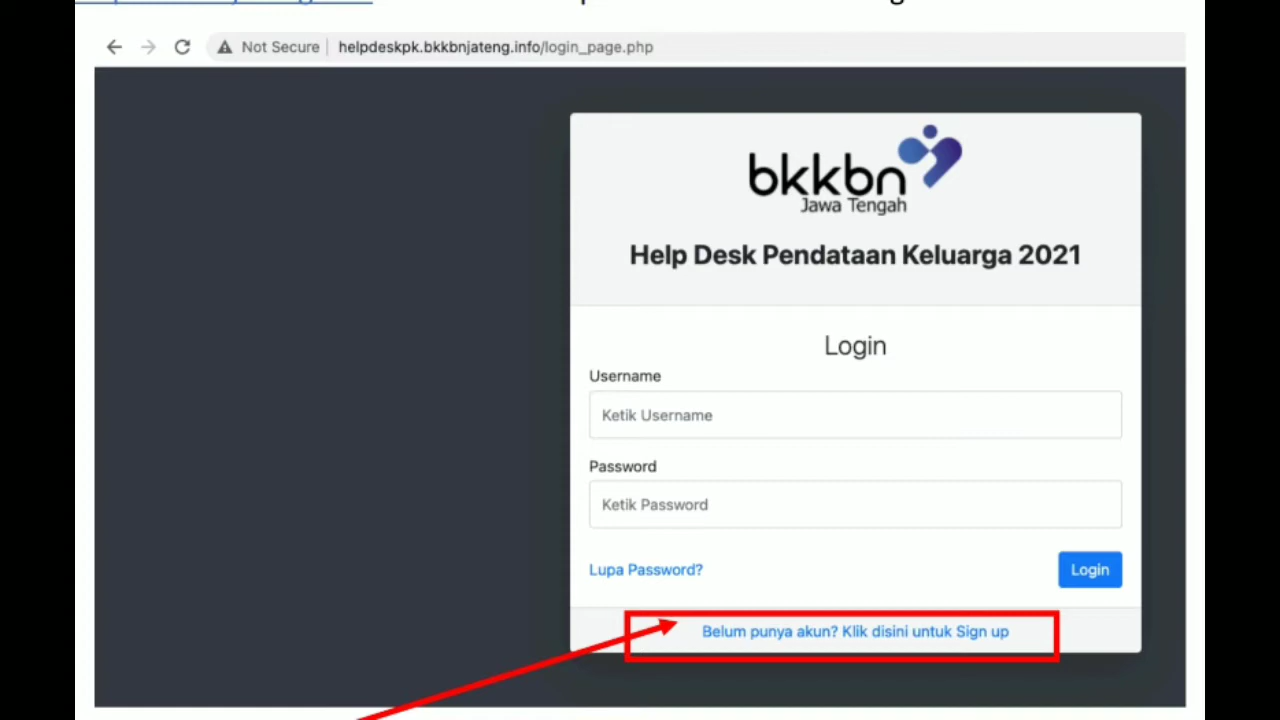 Not Secure | helpdeskpk.bkkbnjateng.info/login_page.php
bkkbn
Jawa Tengah
Help Desk Pendataan Keluarga 2021
Login
Username
Ketik Username
Password
Ketik Password
Lupa Password?
Login
Belum punya akun? Klik disini untuk Sign up